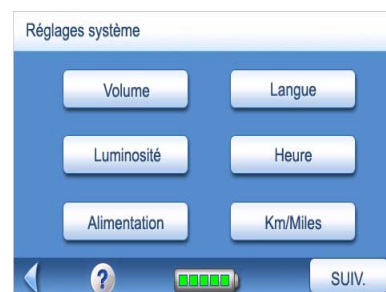 Réglages système
Volume
Langue
Luminosité
Heure
Alimentation
Km/Miles
?
SUIV.